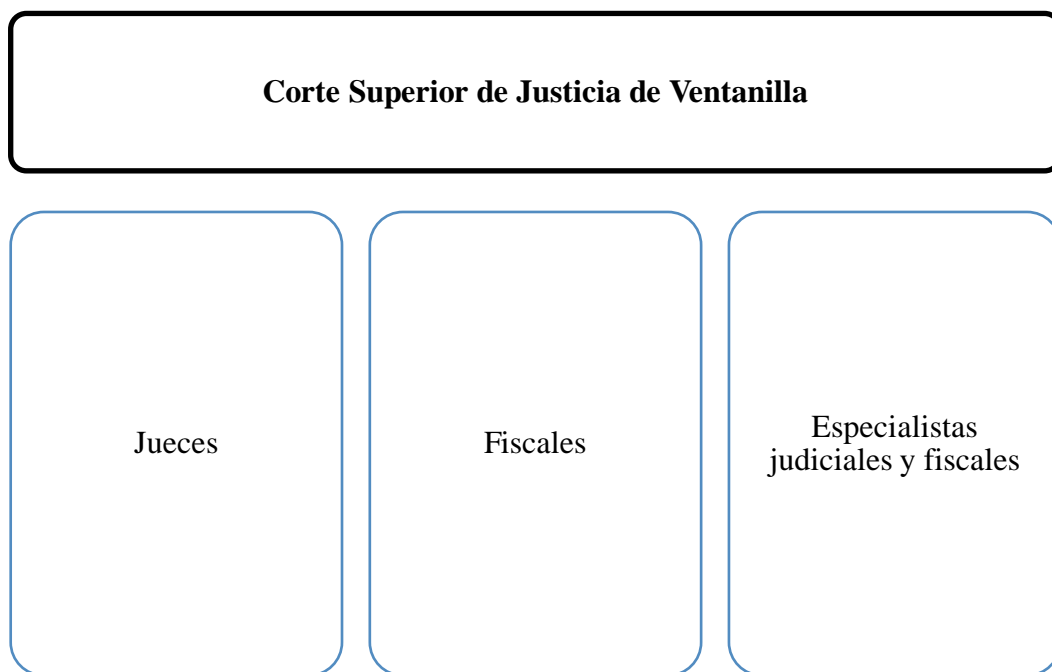 Corte Superior de Justicia de Ventanilla
Jueces
Fiscales
Especialistas
judiciales y fiscales